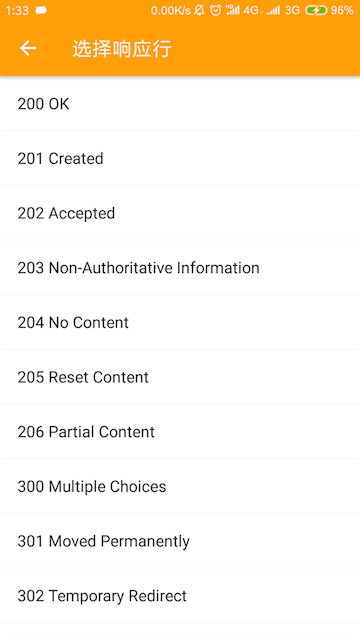 1:33 0.00K/s 4G 3G 96%
选择响应行
200 OK
201 Created
202 Accepted
203 Non-Authoritative Information
204 No Content
205 Reset Content
206 Partial Content
300 Multiple Choices
301 Moved Permanently
302 Temporary Redirect